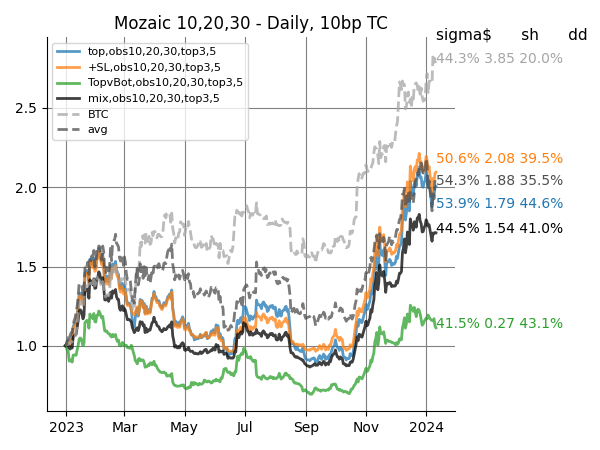 Mozaic 10,20,30 - Daily, 10bp TC
sigma$ sh dd
top,obs10,20,30,top3,5
+SL,obs10,20,30,top3,5
TopvBot,obs10,20,30,top3,5
mix,obs10,20,30,top3,5
BTC
avg
44.3% 3.85 20.0%
50.6% 2.08 39.5%
54.3% 1.88 35.5%
53.9% 1.79 44.6%
44.5% 1.54 41.0%
41.5% 0.27 43.1%
2.5
2.0
1.5
1.0
2023 Mar May Jul Sep Nov 2024